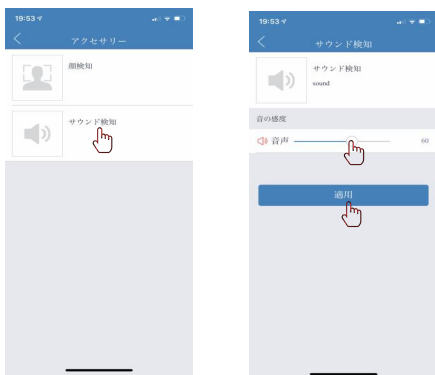 19:53
アクセサリー
顔検知
サウンド検知
19:53
サウンド検知
サウンド検知
sound
音の感度
音声
60
適用